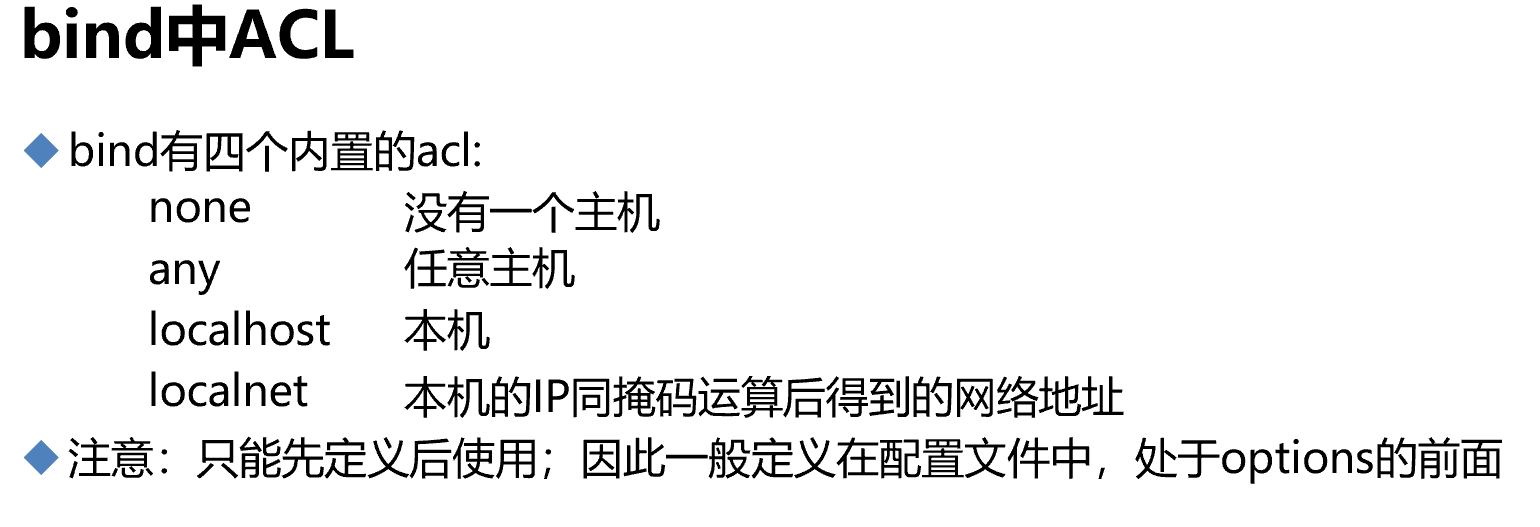 bind中ACL
bind有四个内置的acl:
none 没有一个主机
any 任意主机
localhost 本机
localnet 本机的IP同掩码运算后得到的网络地址
注意：只能先定义后使用；因此一般定义在配置文件中，处于options的前面